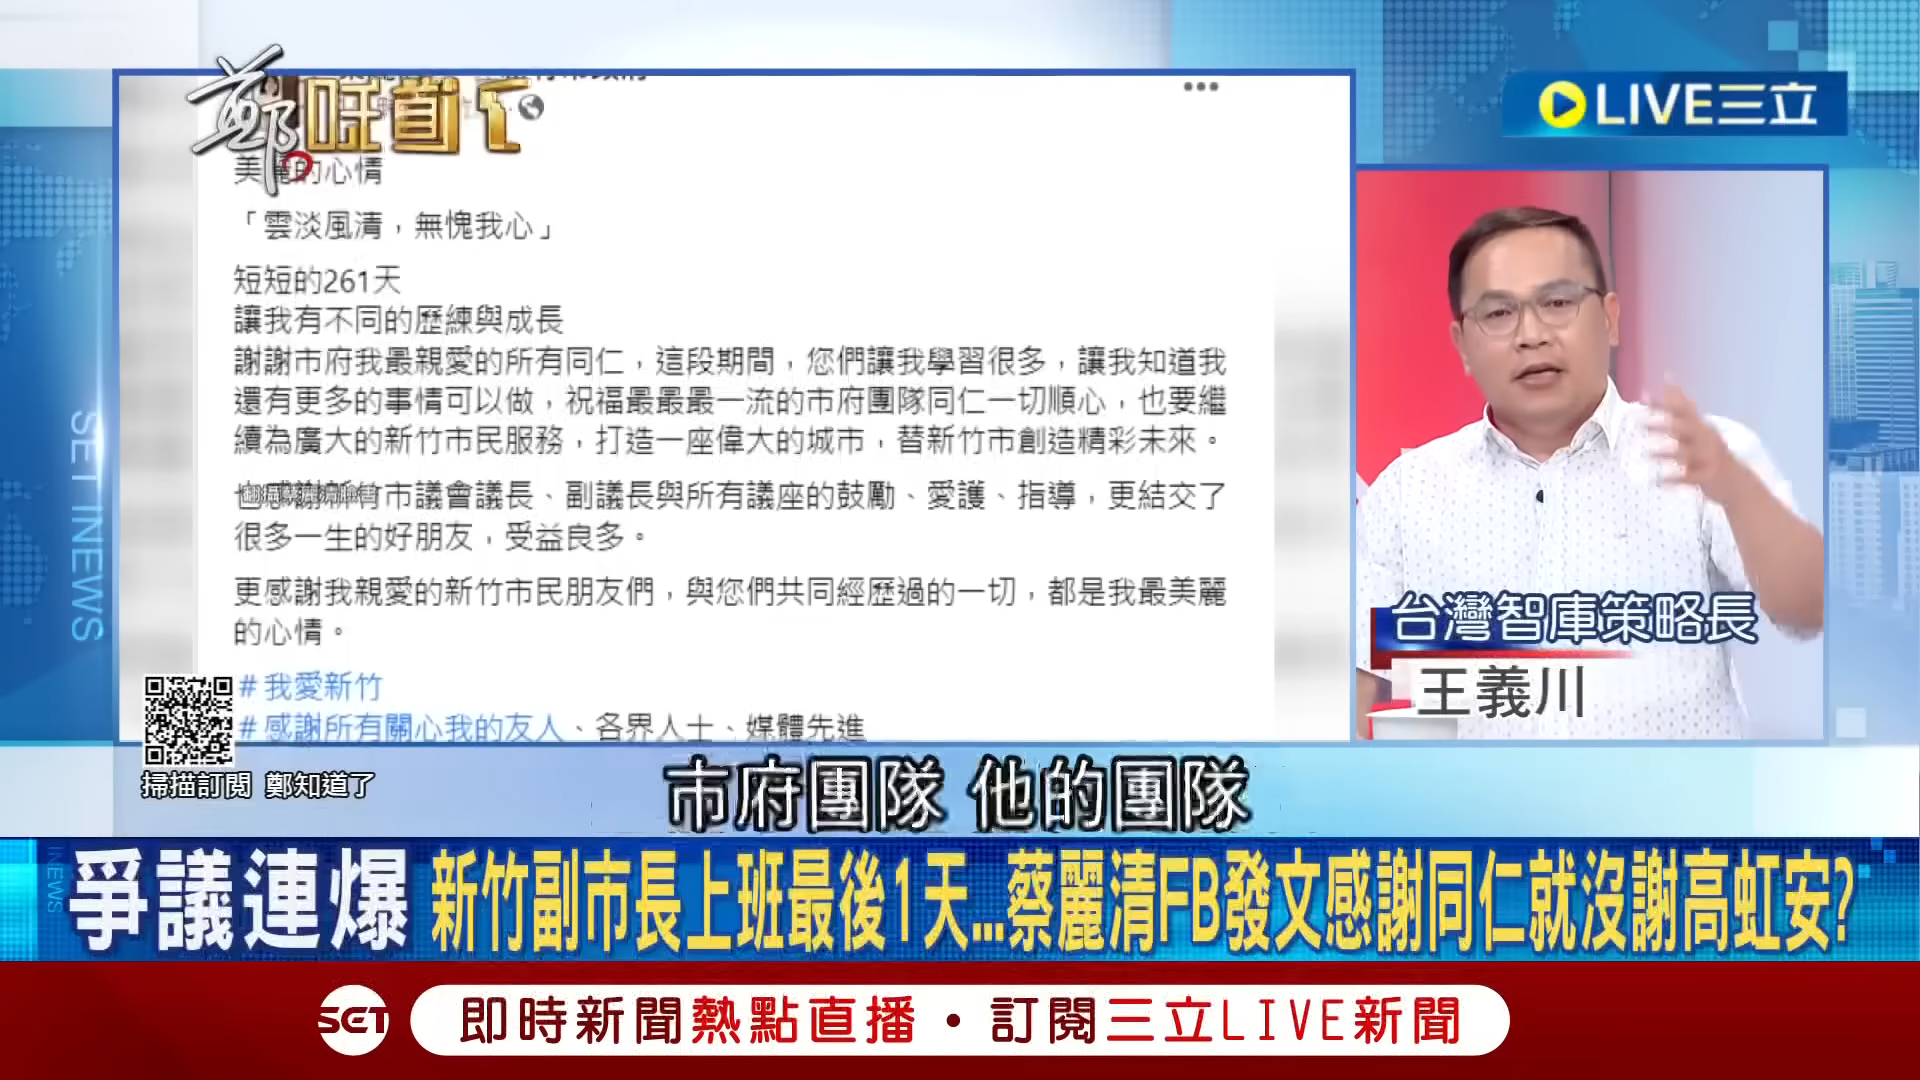 LIVE三立
美麗的心情
「雲淡風清，無愧我心」
短短的261天
讓我有不同的歷練與成長
謝謝市府我最親愛的所有同仁，這段期間，您們讓我學習很多，讓我知道我
還有更多的事情可以做，祝福最最最一流的市府團隊同仁一切順心，也要繼
續為廣大的新竹市民服務，打造一座偉大的城市，替新竹市創造精彩未來。
也感謝新竹市議會議長、副議長與所有議座的鼓勵、愛護、指導，更結交了
很多一生的好朋友，受益良多。
更感謝我親愛的新竹市民朋友們，與您們共同經歷過的一切，都是我最美麗
的心情。
#我愛新竹
#感謝所有關心我的友人、各界人士、媒體先進
SET iNEWS
台灣智庫策略長
王義川
掃描訂閱 鄭知道了
市府團隊 他的團隊
iNEWS
爭議連爆
新竹副市長上班最後1天...蔡麗清FB發文感謝同仁就沒謝高虹安?
SET
即時新聞熱點直播・訂閱三立LIVE新聞